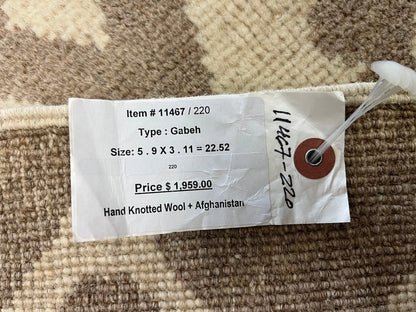 Item # 11467 / 220
Type : Gabeh
Size: 5 . 9 X 3 . 11 = 22.52
220
Price $ 1,959.00
Hand Knotted Wool + Afghanistan
11467-220